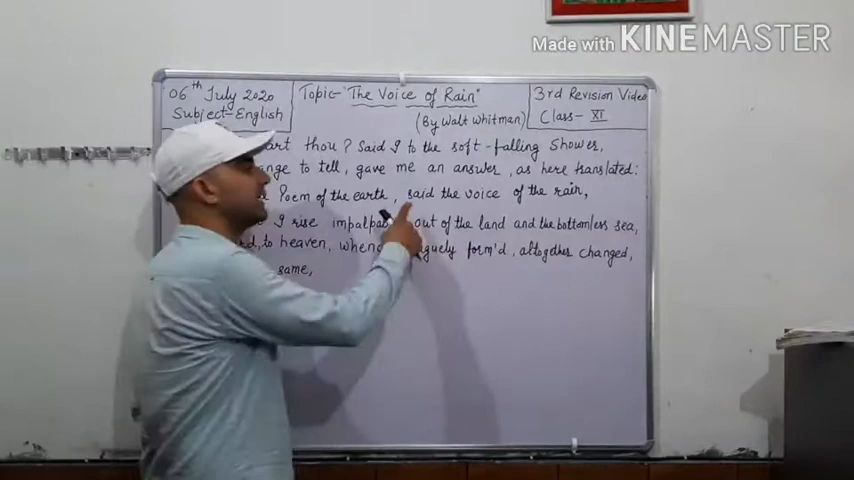 Made with KINEMASTER
06th July 2020
Subject- English
Topic- "The Voice of Rain"
(By Walt Whitman)
3rd Revision Video
Class- XI
art thou? Said I to the soft-falling Shower,
to tell, gave me an answer, as here translated:
Poem of the earth, said the voice of the rain,
I rise out of the land and the bottomless sea,
to heaven, form'd, altogether changed,
same,